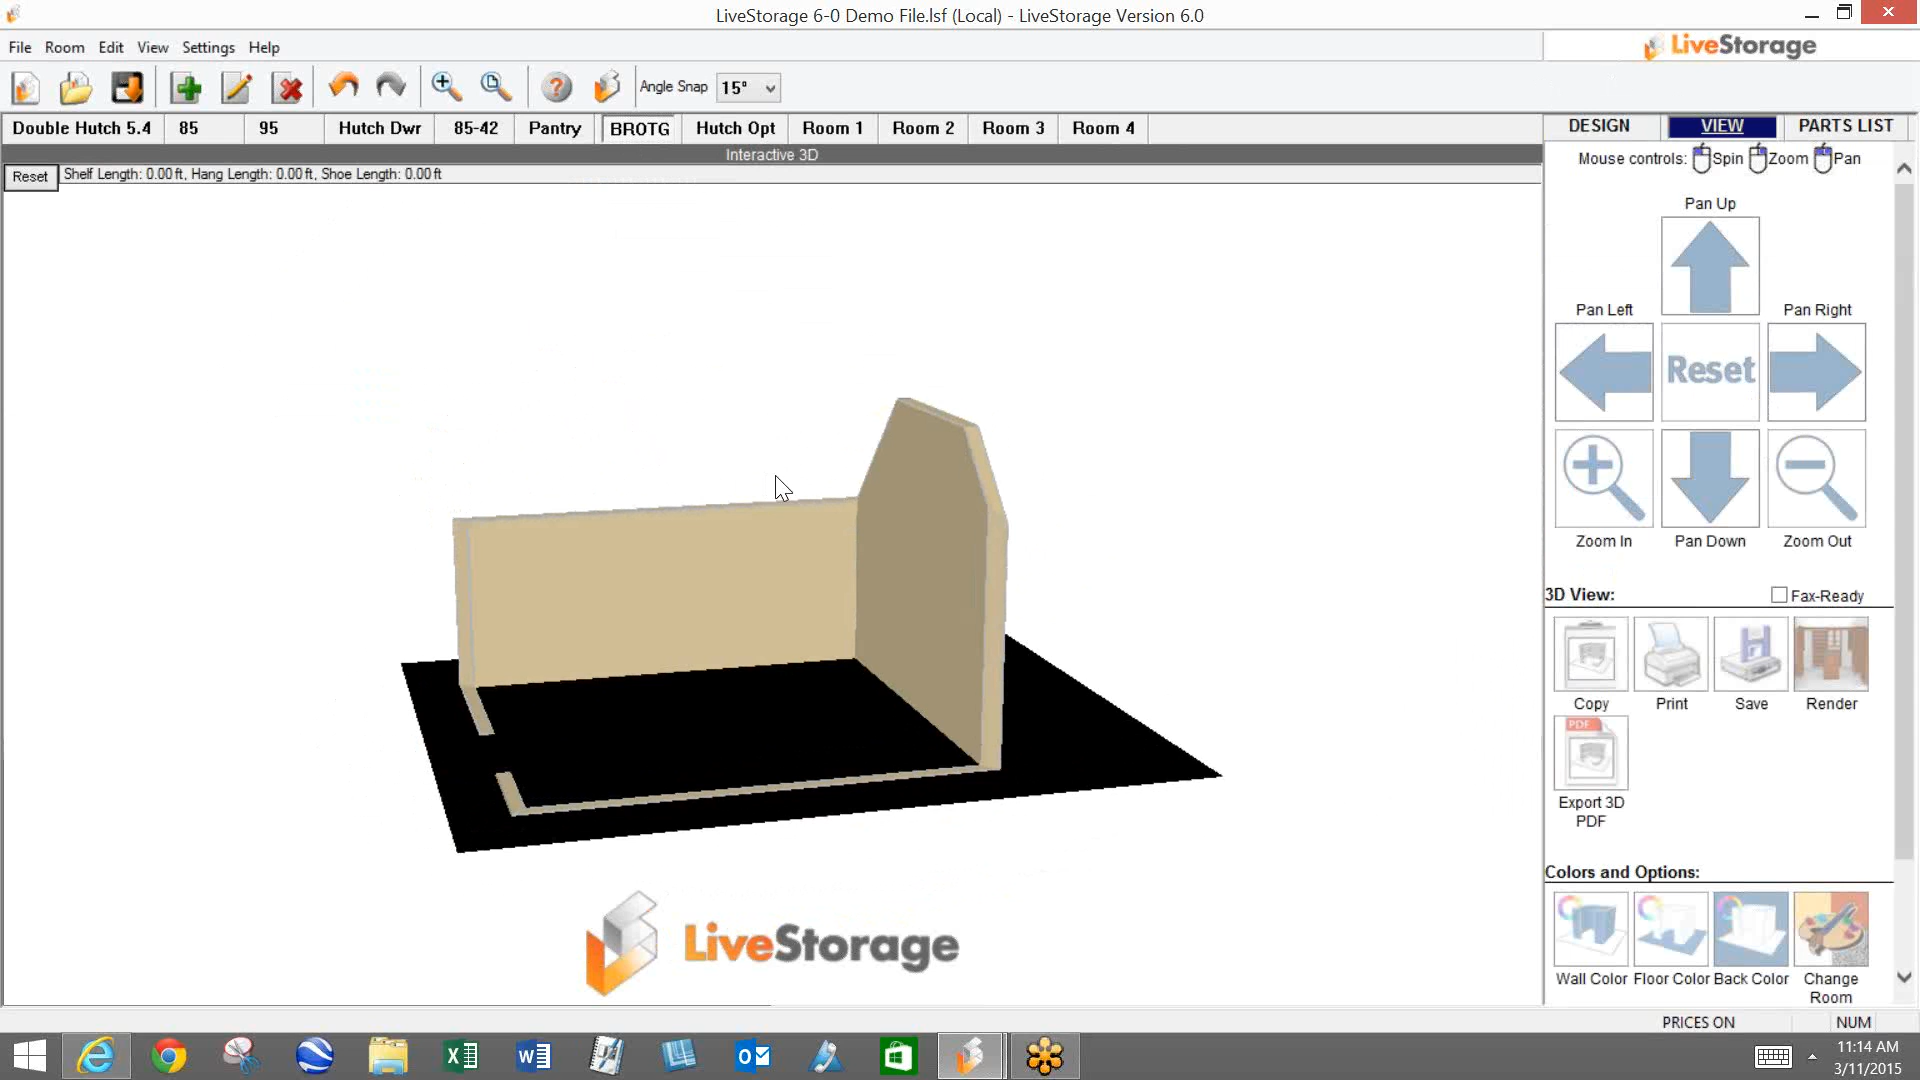 LiveStorage 6-0 Demo File.lsf (Local) - LiveStorage Version 6.0
File Room Edit View Settings Help
LiveStorage
Angle Snap 15°
Double Hutch 5.4 85 95 Hutch Dwr 85-42 Pantry BROTG Hutch Opt Room 1 Room 2 Room 3 Room 4
DESIGN VIEW PARTS LIST
Interactive 3D
Reset Shelf Length: 0.00 ft, Hang Length: 0.00 ft, Shoe Length: 0.00 ft
Mouse controls: Spin Zoom Pan
Pan Up
Pan Left Pan Right
Reset
Zoom In Pan Down Zoom Out
3D View: Fax-Ready
Copy Print Save Render
PDF
Export 3D
PDF
Colors and Options:
Wall Color Floor Color Back Color Change
Room
LiveStorage
PRICES ON NUM
11:14 AM
3/11/2015